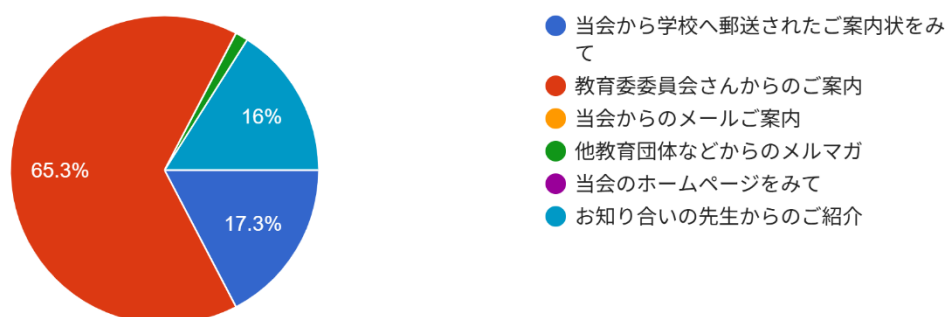 当会から学校へ郵送されたご案内状をみ
て
教育委委員会さんからのご案内
当会からのメールご案内
他教育団体などからのメルマガ
当会のホームページをみて
お知り合いの先生からのご紹介
16%
65.3%
17.3%